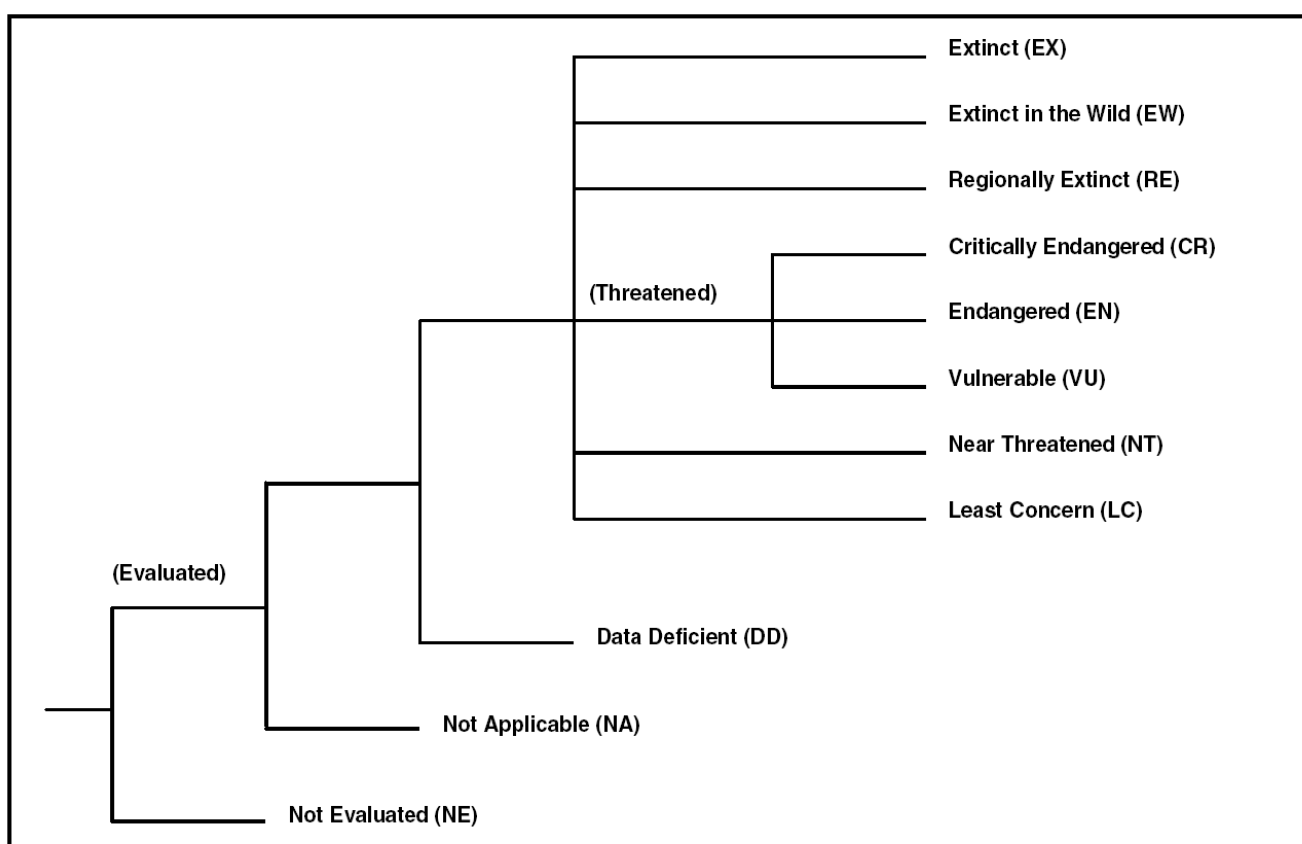 Extinct (EX)
Extinct in the Wild (EW)
Regionally Extinct (RE)
Critically Endangered (CR)
(Threatened)
Endangered (EN)
Vulnerable (VU)
Near Threatened (NT)
Least Concern (LC)
(Evaluated)
Data Deficient (DD)
Not Applicable (NA)
Not Evaluated (NE)